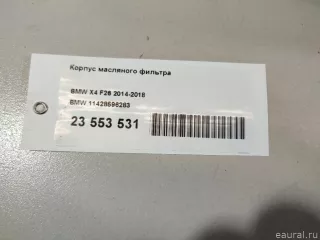 Корпус масляного фильтра
BMW X4 F26 2014-2018
BMW 11428596283
23 553 531
eaural.ru